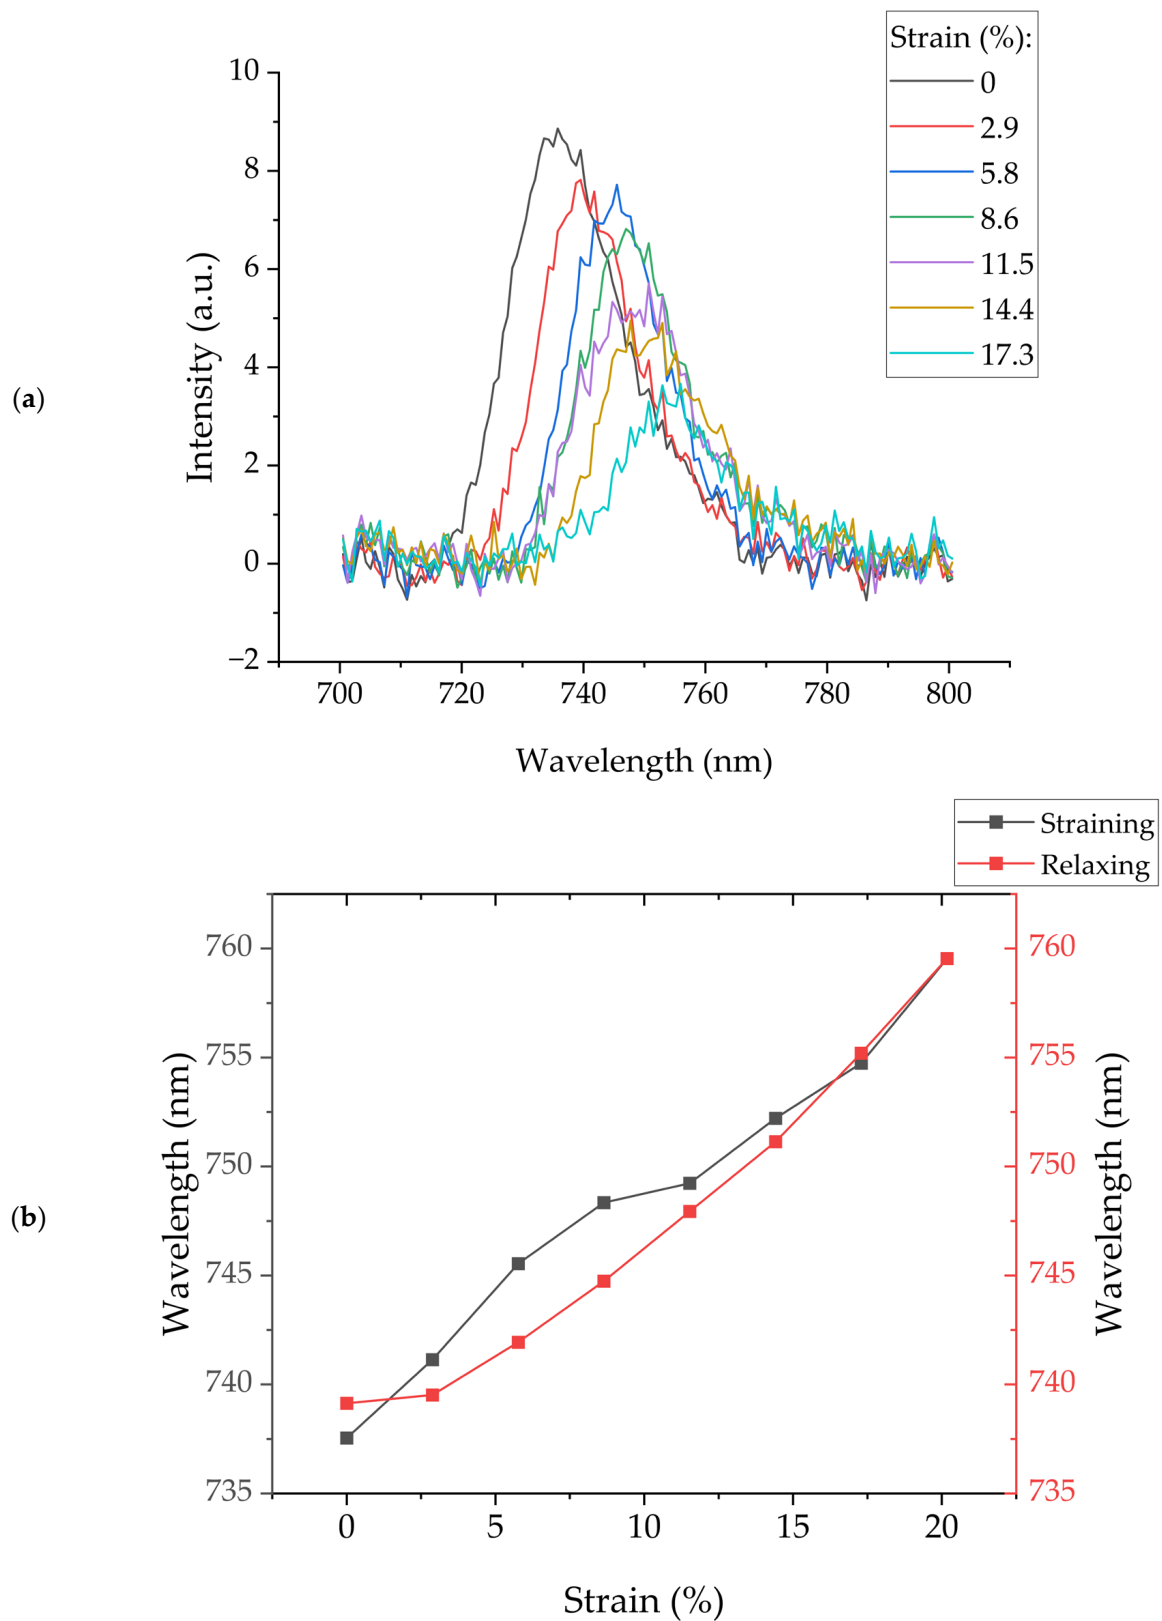 Strain (%):
0
2.9
5.8
8.6
11.5
14.4
17.3
10
8
6
4
2
0
−2
Intensity (a.u.)
(a)
700 720 740 760 780 800
Wavelength (nm)
Straining
Relaxing
760 760
755 755
750 750
745 745
740 740
735 735
Wavelength (nm)
Wavelength (nm)
(b)
0 5 10 15 20
Strain (%)